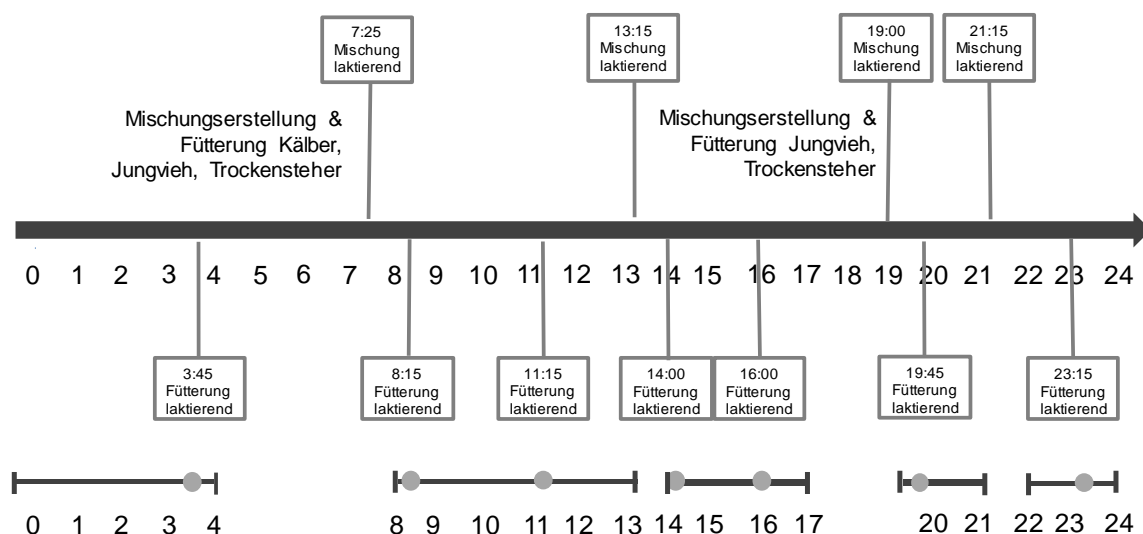 7:25
Mischung
laktierend
13:15
Mischung
laktierend
19:00
Mischung
laktierend
21:15
Mischung
laktierend
Mischungserstellung &
Fütterung Kälber,
Jungvieh, Trockensteher
Mischungserstellung &
Fütterung Jungvieh,
Trockensteher
0 1 2 3 4 5 6 7 8 9 10 11 12 13 14 15 16 17 18 19 20 21 22 23 24
3:45
Fütterung
laktierend
8:15
Fütterung
laktierend
11:15
Fütterung
laktierend
14:00
Fütterung
laktierend
16:00
Fütterung
laktierend
19:45
Fütterung
laktierend
23:15
Fütterung
laktierend
0 1 2 3 4 8 9 10 11 12 13 14 15 16 17 20 21 22 23 24